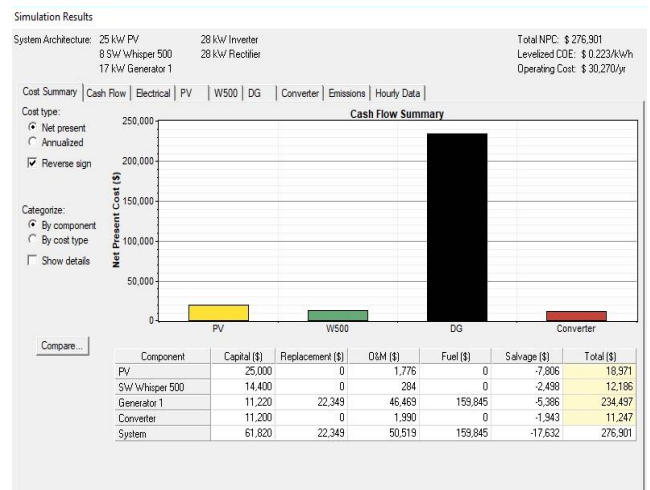 Simulation Results
System Architecture: 25 kW PV 28 kW Inverter Total NPC: $ 276,901
8 SW Whisper 500 28 kW Rectifier Levelized COE: $ 0.223/kWh
17 kW Generator 1 Operating Cost: $ 30,270/yr
Cost Summary Cash Flow Electrical PV W500 DG Converter Emissions Hourly Data
Cost type:
Net present
Annualized
Reverse sign
Categorize:
By component
By cost type
Show details
Compare...
Cash Flow Summary
Net Present Cost ($)
250,000
200,000
150,000
100,000
50,000
0
PV W500 DG Converter
Component Capital ($) Replacement ($) O&M ($) Fuel ($) Salvage ($) Total ($)
PV 25,000 0 1,776 0 -7,806 18,971
SW Whisper 500 14,400 0 284 0 -2,498 12,186
Generator 1 11,220 22,349 46,469 159,845 -5,386 234,497
Converter 11,200 0 1,990 0 -1,943 11,247
System 61,820 22,349 50,519 159,845 -17,632 276,901